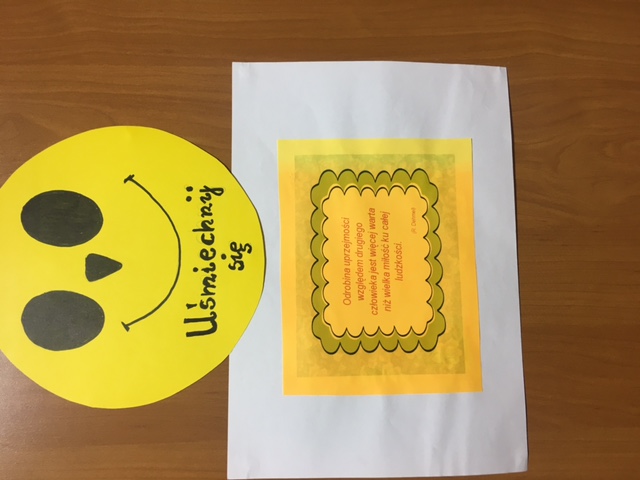 Uśmiechnij
się
Odrobina uprzejmości
względem drugiego
człowieka jest więcej warta
niż wielka miłość ku całej
ludzkości.